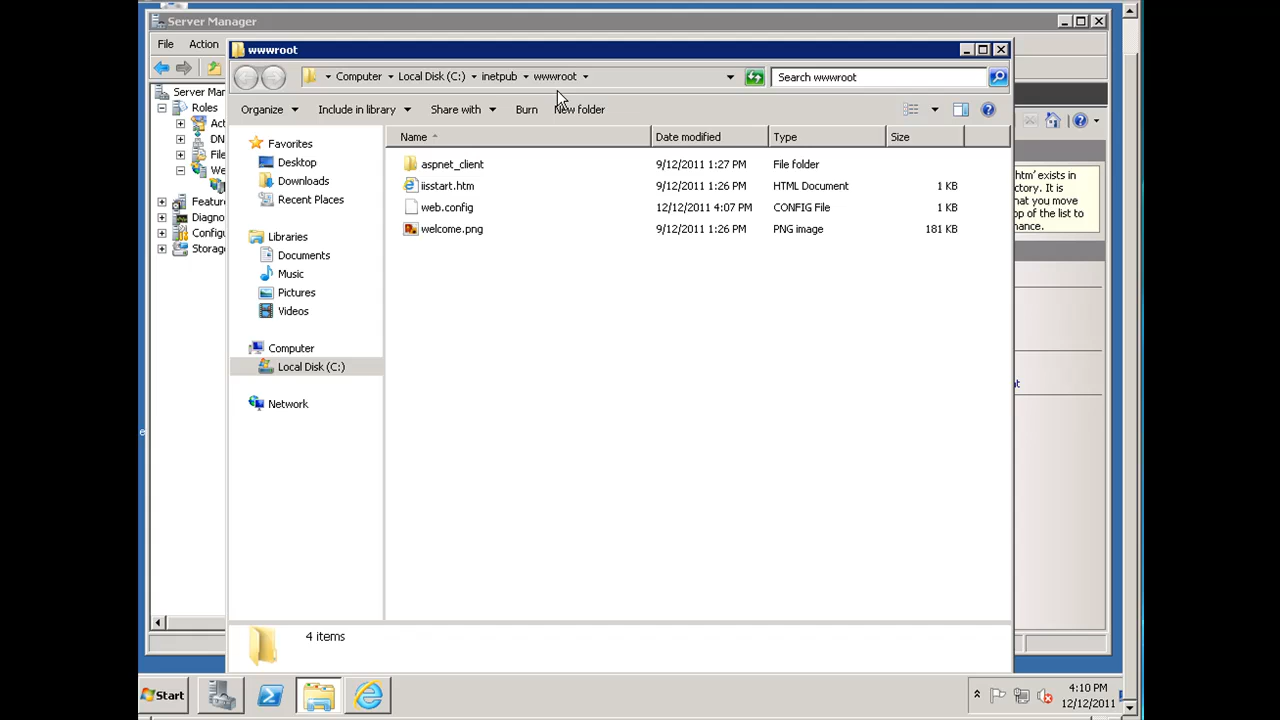 Server Manager
File Action
wwwroot
Computer Local Disk (C:) inetpub wwwroot
Search wwwroot
Organize Include in library Share with Burn New folder
Server Man
Roles
Act
DN
File
We
Featur
Diagno
Config
Storag
Favorites
Desktop
Downloads
Recent Places
Libraries
Documents
Music
Pictures
Videos
Computer
Local Disk (C:)
Network
Name Date modified Type Size
aspnet_client 9/12/2011 1:27 PM File folder
iisstart.htm 9/12/2011 1:26 PM HTML Document 1 KB
web.config 12/12/2011 4:07 PM CONFIG File 1 KB
welcome.png 9/12/2011 1:26 PM PNG image 181 KB
htm' exists in
ctory. It is
that you move
op of the list to
nance.
4 items
Start
4:10 PM
12/12/2011